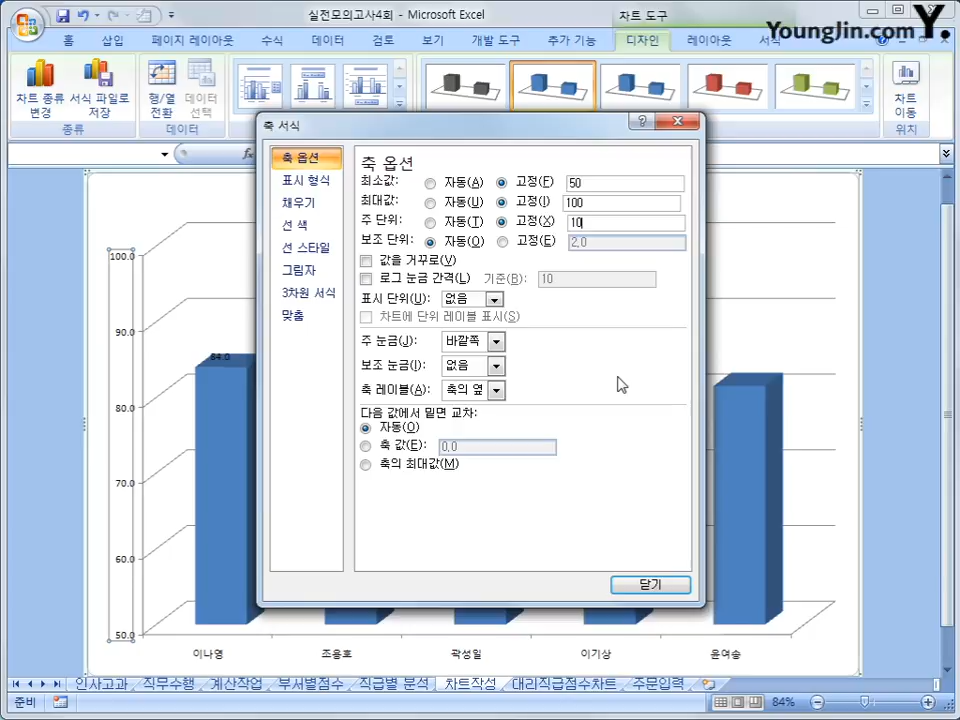 실전모의고사4회 - Microsoft Excel
차트 도구
YoungJin.com Y.
홈 삽입 페이지 레이아웃 수식 데이터 검토 보기 개발 도구 추가 기능 디자인 레이아웃 서식
차트 종류 변경
서식 파일로 저장
행/열 전환
데이터 선택
차트 이동
종류
데이터
위치
축 서식
축 옵션
표시 형식
채우기
선 색
선 스타일
그림자
3차원 서식
맞춤
축 옵션
최소값: 자동(A) 고정(F) 50
최대값: 자동(U) 고정(I) 100
주 단위: 자동(T) 고정(X) 10
보조 단위: 자동(O) 고정(E) 2.0
값을 거꾸로(V)
로그 눈금 간격(L) 기준(B): 10
표시 단위(U): 없음
차트에 단위 레이블 표시(S)
주 눈금(J): 바깥쪽
보조 눈금(I): 없음
축 레이블(A): 축의 옆
다음 값에서 밑면 교차:
자동(O)
축 값(E): 0.0
축의 최대값(M)
닫기
100.0
90.0
84.0
80.0
70.0
60.0
50.0
이나영 조용호 곽성일 이기상 윤여송
인사고과 직무수행 계산작업 부서별점수 직급별 분석 차트작성 대리직급점수차트 주문입력
준비
84%